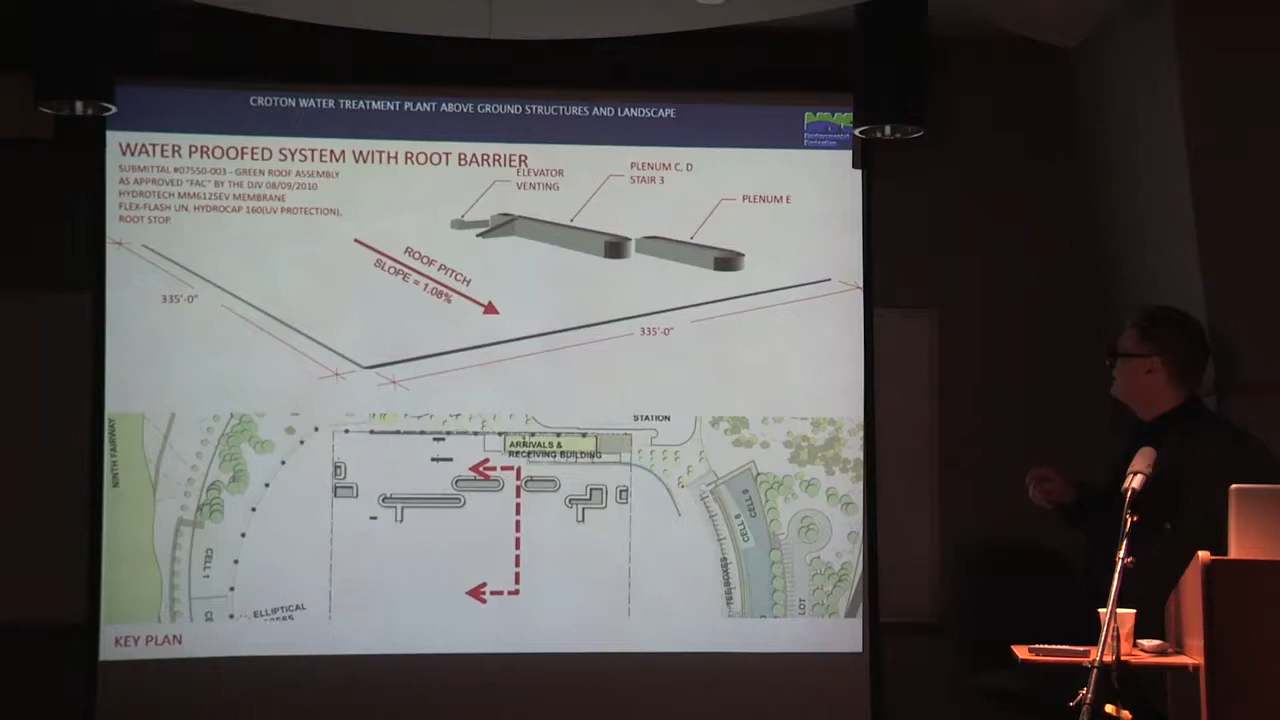 CROTON WATER TREATMENT PLANT ABOVE GROUND STRUCTURES AND LANDSCAPE
WATER PROOFED SYSTEM WITH ROOT BARRIER
SUBMITTAL #07550-003 - GREEN ROOF ASSEMBLY
AS APPROVED "FAC" BY THE DJV 08/09/2010
HYDROTECH MM6125EV MEMBRANE
FLEX-FLASH UN, HYDROCAP 160(UV PROTECTION),
ROOT STOP.
ELEVATOR
VENTING
PLENUM C, D
STAIR 3
PLENUM E
ROOF PITCH
SLOPE = 1.08%
335'-0"
335'-0"
STATION
ARRIVALS &
RECEIVING BUILDING
NINTH FAIRWAY
CELL 1
CELL 8
CELL 9
TEE BOXES
LOT
ELLIPTICAL
KEY PLAN